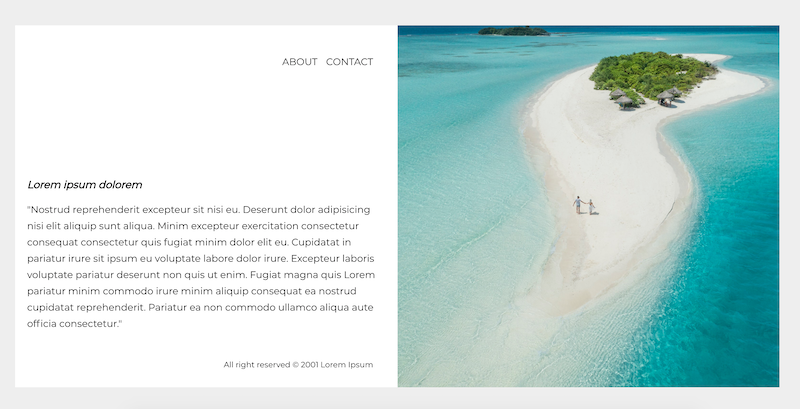 ABOUT CONTACT
Lorem ipsum dolorem
"Nostrud reprehenderit excepteur sit nisi eu. Deserunt dolor adipisicing
nisi elit aliquip sunt aliqua. Minim excepteur exercitation consectetur
consequat consectetur quis fugiat minim dolor elit eu. Cupidatat in
pariatur irure sit ipsum eu voluptate labore dolor irure. Excepteur laboris
voluptate pariatur deserunt non quis ut enim. Fugiat magna quis Lorem
pariatur minim commodo irure minim aliquip consequat ea nostrud
cupidatat reprehenderit. Pariatur ea non commodo ullamco aliqua aute
officia consectetur."
All right reserved © 2001 Lorem Ipsum